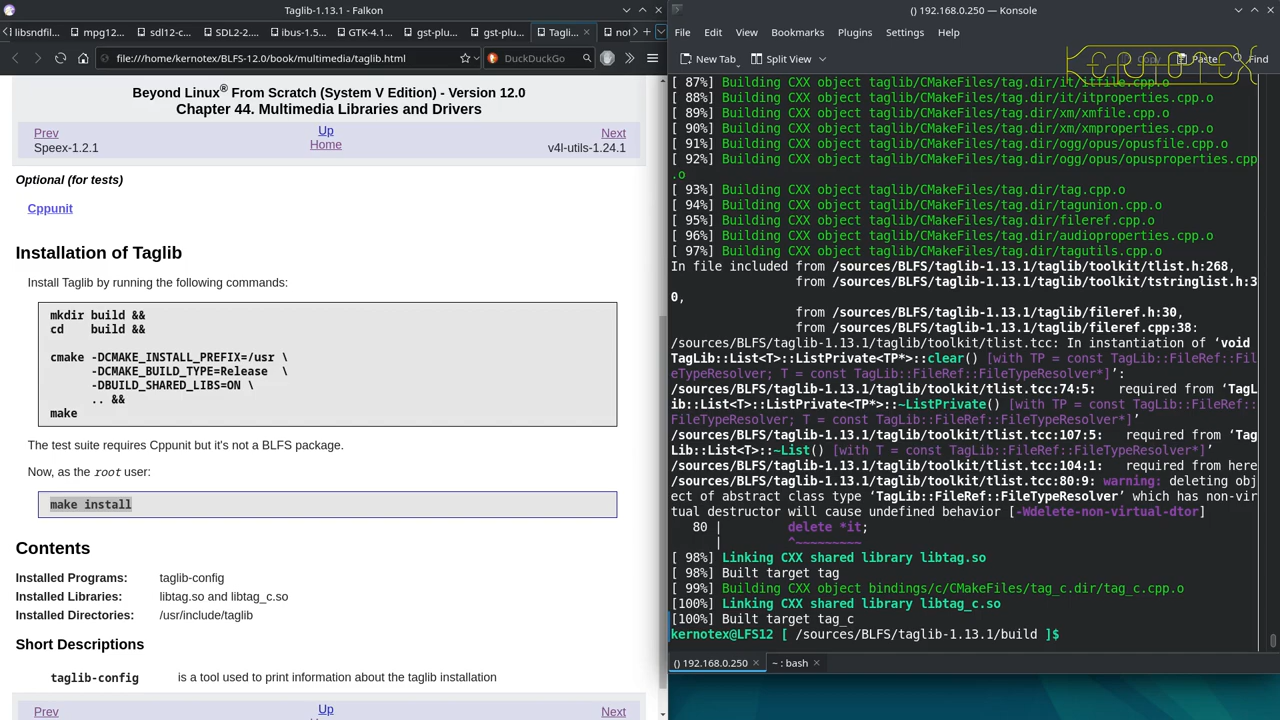 Taglib-1.13.1 - Falkon
libsndfil...
mpg12...
sdl12-c...
SDL2-2....
ibus-1.5...
GTK-4.1...
gst-plu...
gst-plu...
Tagli...
no
file:///home/kernotex/BLFS-12.0/book/multimedia/taglib.html
DuckDuckGo
Beyond Linux® From Scratch (System V Edition) - Version 12.0
Chapter 44. Multimedia Libraries and Drivers
Prev Up Next
Speex-1.2.1 Home v4l-utils-1.24.1
Optional (for tests)
Cppunit
Installation of Taglib
Install Taglib by running the following commands:
mkdir build &&
cd    build &&
cmake -DCMAKE_INSTALL_PREFIX=/usr \
      -DCMAKE_BUILD_TYPE=Release  \
      -DBUILD_SHARED_LIBS=ON \
      .. &&
make
The test suite requires Cppunit but it's not a BLFS package.
Now, as the root user:
make install
Contents
Installed Programs: taglib-config
Installed Libraries: libtag.so and libtag_c.so
Installed Directories: /usr/include/taglib
Short Descriptions
taglib-config is a tool used to print information about the taglib installation
Prev Up Next
() 192.168.0.250 — Konsole
File Edit View Bookmarks Plugins Settings Help
New Tab Split View Copy Paste Find
Kernotex
[ 87%] Building CXX object taglib/CMakeFiles/tag.dir/it/itfile.cpp.o
[ 88%] Building CXX object taglib/CMakeFiles/tag.dir/it/itproperties.cpp.o
[ 89%] Building CXX object taglib/CMakeFiles/tag.dir/xm/xmfile.cpp.o
[ 90%] Building CXX object taglib/CMakeFiles/tag.dir/xm/xmproperties.cpp.o
[ 91%] Building CXX object taglib/CMakeFiles/tag.dir/ogg/opus/opusfile.cpp.o
[ 92%] Building CXX object taglib/CMakeFiles/tag.dir/ogg/opus/opusproperties.cpp
.o
[ 93%] Building CXX object taglib/CMakeFiles/tag.dir/tag.cpp.o
[ 94%] Building CXX object taglib/CMakeFiles/tag.dir/tagunion.cpp.o
[ 95%] Building CXX object taglib/CMakeFiles/tag.dir/fileref.cpp.o
[ 96%] Building CXX object taglib/CMakeFiles/tag.dir/audioproperties.cpp.o
[ 97%] Building CXX object taglib/CMakeFiles/tag.dir/tagutils.cpp.o
In file included from /sources/BLFS/taglib-1.13.1/taglib/toolkit/tlist.h:268,
                 from /sources/BLFS/taglib-1.13.1/taglib/toolkit/tstringlist.h:3
0,
                 from /sources/BLFS/taglib-1.13.1/taglib/fileref.h:30,
                 from /sources/BLFS/taglib-1.13.1/taglib/fileref.cpp:38:
/sources/BLFS/taglib-1.13.1/taglib/toolkit/tlist.tcc: In instantiation of ‘void
TagLib::List<T>::ListPrivate<TP*>::clear() [with TP = const TagLib::FileRef::Fil
eTypeResolver; T = const TagLib::FileRef::FileTypeResolver*]’:
/sources/BLFS/taglib-1.13.1/taglib/toolkit/tlist.tcc:74:5:   required from ‘TagL
ib::List<T>::ListPrivate<TP*>::~ListPrivate() [with TP = const TagLib::FileRef::
FileTypeResolver; T = const TagLib::FileRef::FileTypeResolver*]’
/sources/BLFS/taglib-1.13.1/taglib/toolkit/tlist.tcc:107:5:   required from ‘Tag
Lib::List<T>::~List() [with T = const TagLib::FileRef::FileTypeResolver*]’
/sources/BLFS/taglib-1.13.1/taglib/toolkit/tlist.tcc:104:1:   required from here
/sources/BLFS/taglib-1.13.1/taglib/toolkit/tlist.tcc:80:9: warning: deleting obj
ect of abstract class type ‘TagLib::FileRef::FileTypeResolver’ which has non-vir
tual destructor will cause undefined behavior [-Wdelete-non-virtual-dtor]
   80 |         delete *it;
      |         ^~~~~~~~~~
[ 98%] Linking CXX shared library libtag.so
[ 98%] Built target tag
[ 99%] Building CXX object bindings/c/CMakeFiles/tag_c.dir/tag_c.cpp.o
[100%] Linking CXX shared library libtag_c.so
[100%] Built target tag_c
kernotex@LFS12 [ /sources/BLFS/taglib-1.13.1/build ]$
() 192.168.0.250
~ : bash